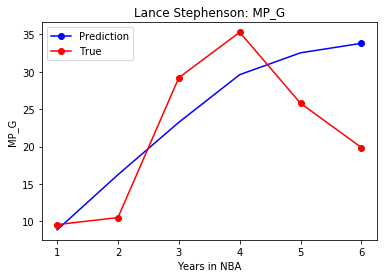 Lance Stephenson: MP_G
Prediction
True
MP_G
35
30
25
20
15
10
1 2 3 4 5 6
Years in NBA